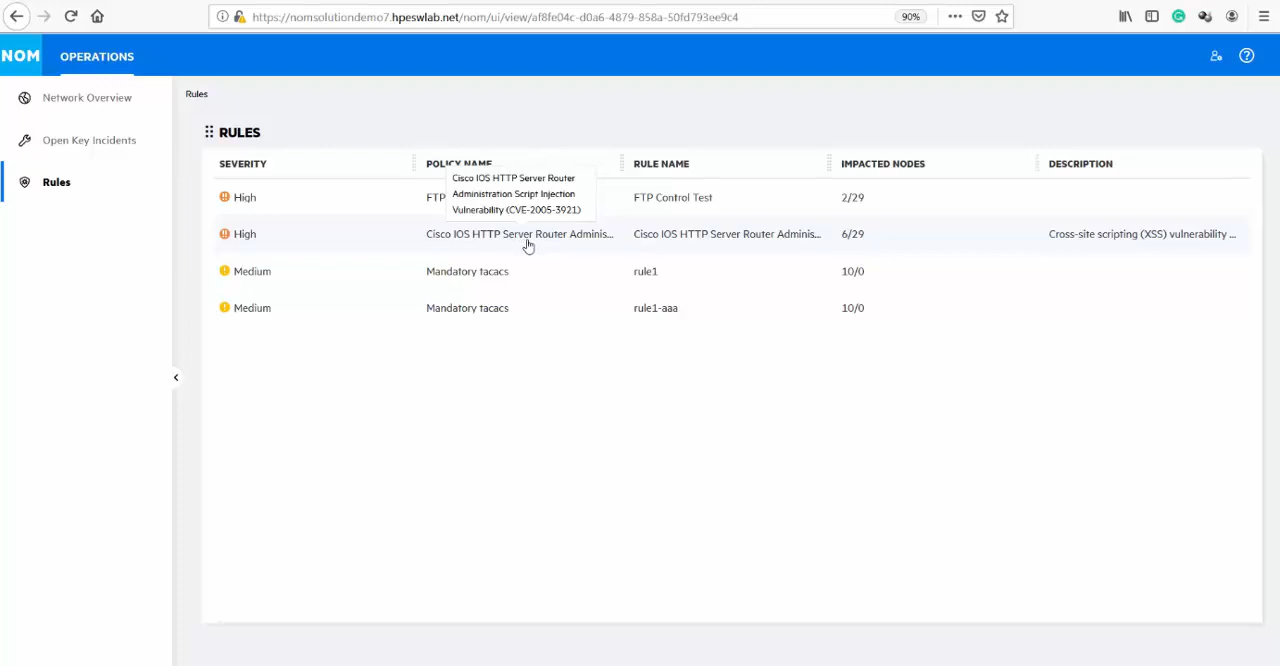 https://nomsolutiondemo7.hpeswlab.net/nom/ui/view/af8fe04c-d0a6-4879-858a-50fd793ee9c4
90%
NOM
OPERATIONS
Network Overview
Open Key Incidents
Rules
Rules
RULES
SEVERITY POLICY NAME RULE NAME IMPACTED NODES DESCRIPTION
Cisco IOS HTTP Server Router
Administration Script Injection
Vulnerability (CVE-2005-3921)
High FTP FTP Control Test 2/29
High Cisco IOS HTTP Server Router Adminis... Cisco IOS HTTP Server Router Adminis... 6/29 Cross-site scripting (XSS) vulnerability ...
Medium Mandatory tacacs rule1 10/0
Medium Mandatory tacacs rule1-aaa 10/0